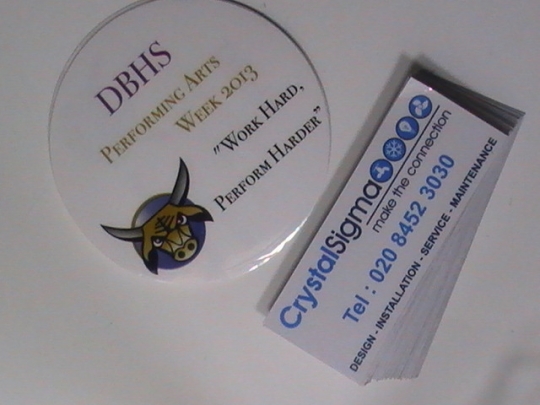 DBHS
Performing Arts
Week 2013
"Work Hard,
Perform Harder"
CrystalSigma
make the connection
Tel : 020 8452 3030
DESIGN - INSTALLATION - SERVICE - MAINTENANCE